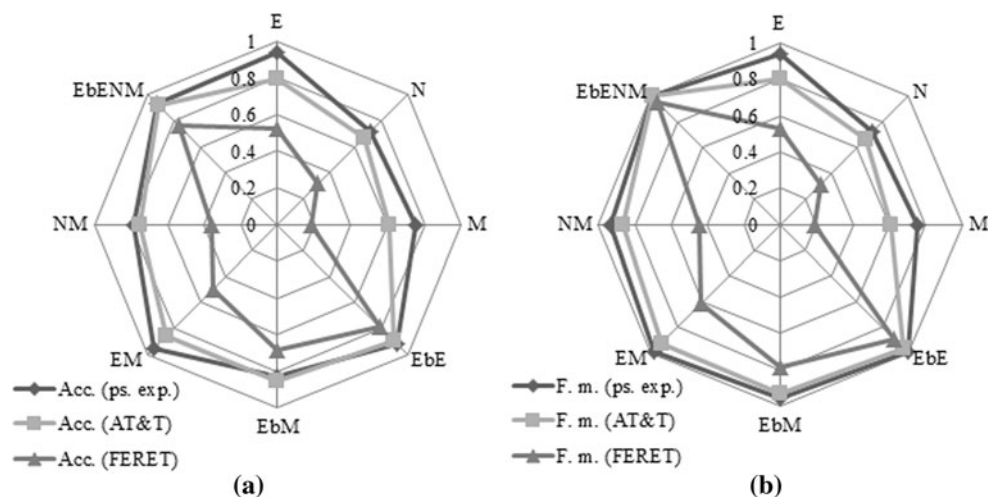 E
1
EbENM
0.8
N
0.6
0.4
0.2
NM
0
M
EM
EbE
EbM
Acc. (ps. exp.)
Acc. (AT&T)
Acc. (FERET)
(a)
E
1
EbENM
0.8
N
0.6
0.4
0.2
NM
0
M
EM
EbE
EbM
F. m. (ps. exp.)
F. m. (AT&T)
F. m. (FERET)
(b)